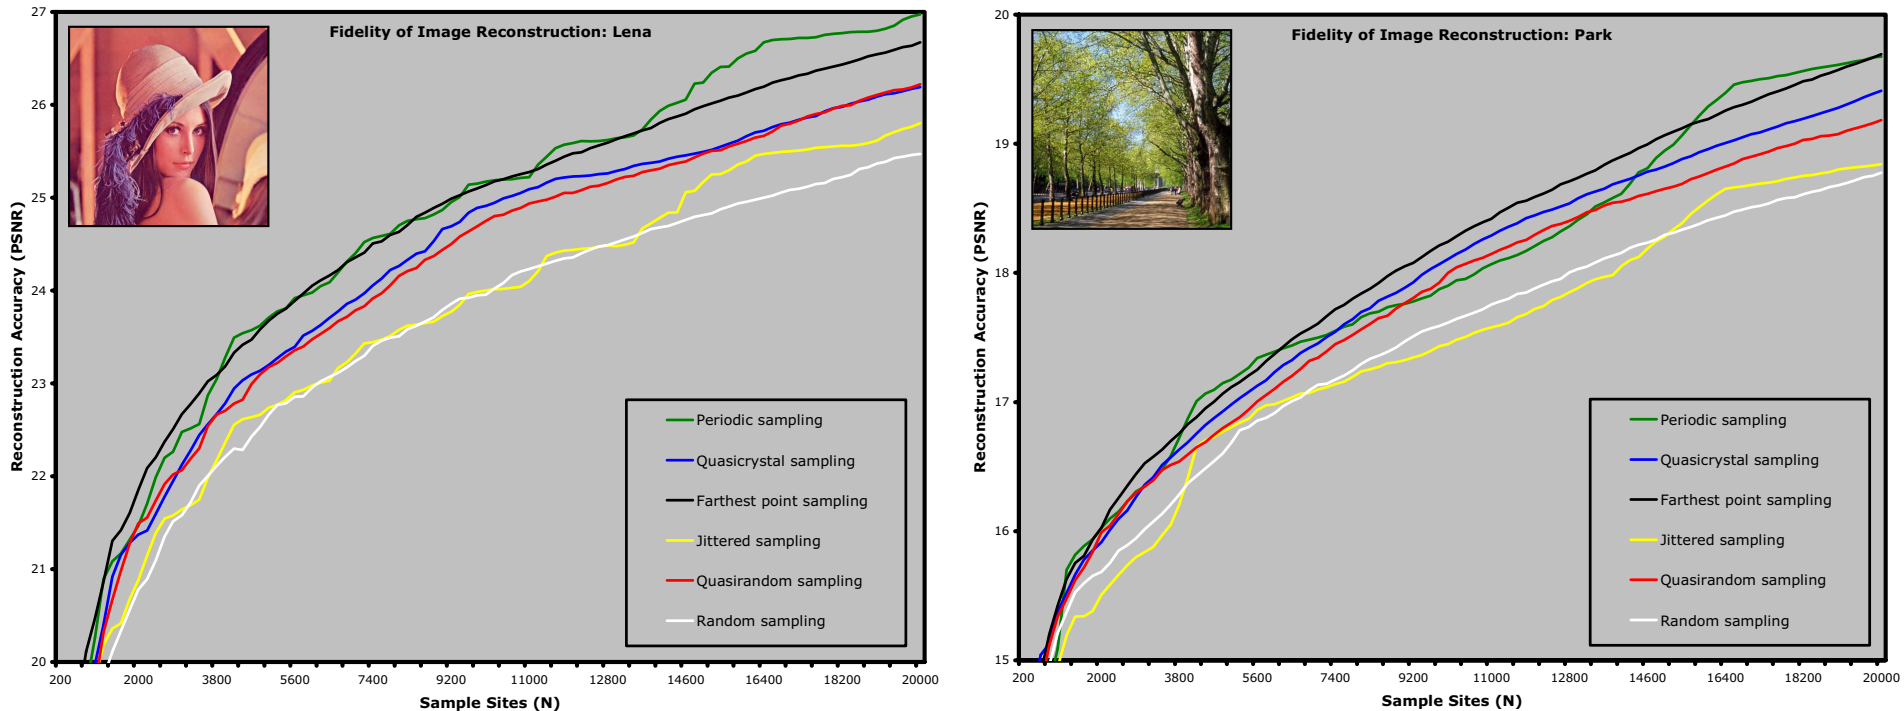 Fidelity of Image Reconstruction: Lena
Reconstruction Accuracy (PSNR)
27
26
25
24
23
22
21
20
Periodic sampling
Quasicrystal sampling
Farthest point sampling
Jittered sampling
Quasirandom sampling
Random sampling
200 2000 3800 5600 7400 9200 11000 12800 14600 16400 18200 20000
Sample Sites (N)
Fidelity of Image Reconstruction: Park
Reconstruction Accuracy (PSNR)
20
19
18
17
16
15
Periodic sampling
Quasicrystal sampling
Farthest point sampling
Jittered sampling
Quasirandom sampling
Random sampling
200 2000 3800 5600 7400 9200 11000 12800 14600 16400 18200 20000
Sample Sites (N)